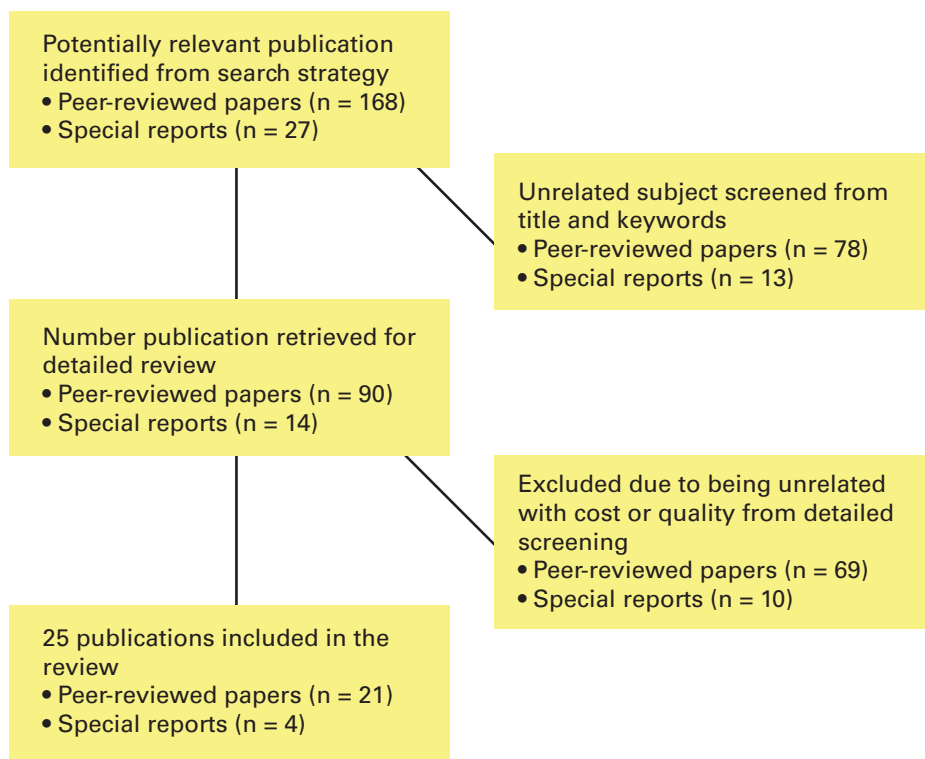 Potentially relevant publication
identified from search strategy
• Peer-reviewed papers (n = 168)
• Special reports (n = 27)
Unrelated subject screened from
title and keywords
• Peer-reviewed papers (n = 78)
• Special reports (n = 13)
Number publication retrieved for
detailed review
• Peer-reviewed papers (n = 90)
• Special reports (n = 14)
Excluded due to being unrelated
with cost or quality from detailed
screening
• Peer-reviewed papers (n = 69)
• Special reports (n = 10)
25 publications included in the
review
• Peer-reviewed papers (n = 21)
• Special reports (n = 4)